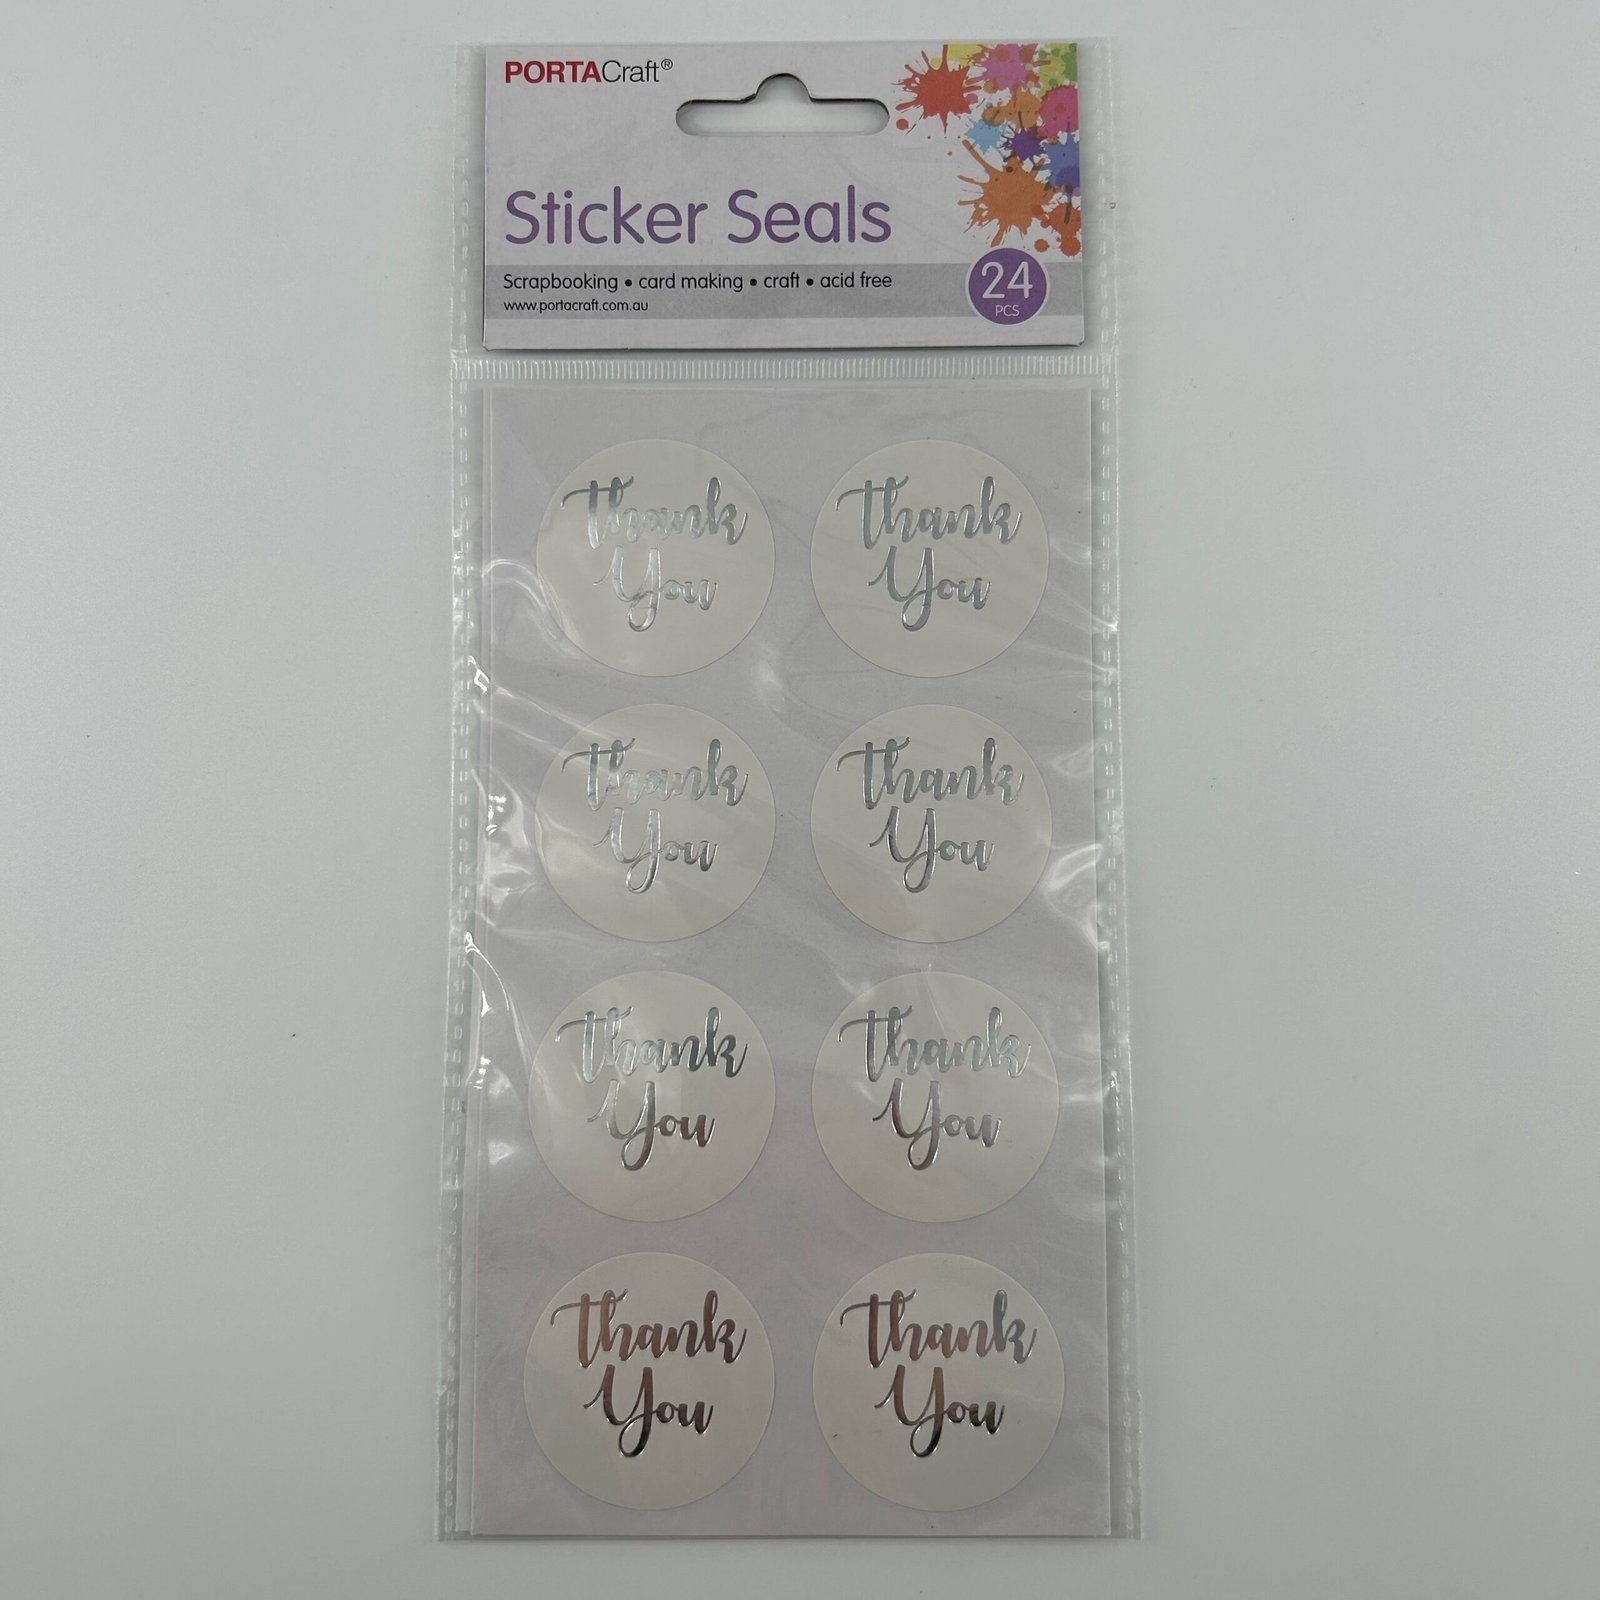 PORTACraft®
Sticker Seals
Scrapbooking • card making • craft • acid free
www.portacraft.com.au
24
PCS
Thank Thank
You You
Thank Thank
You You
Thank Thank
You You
Thank Thank
You You